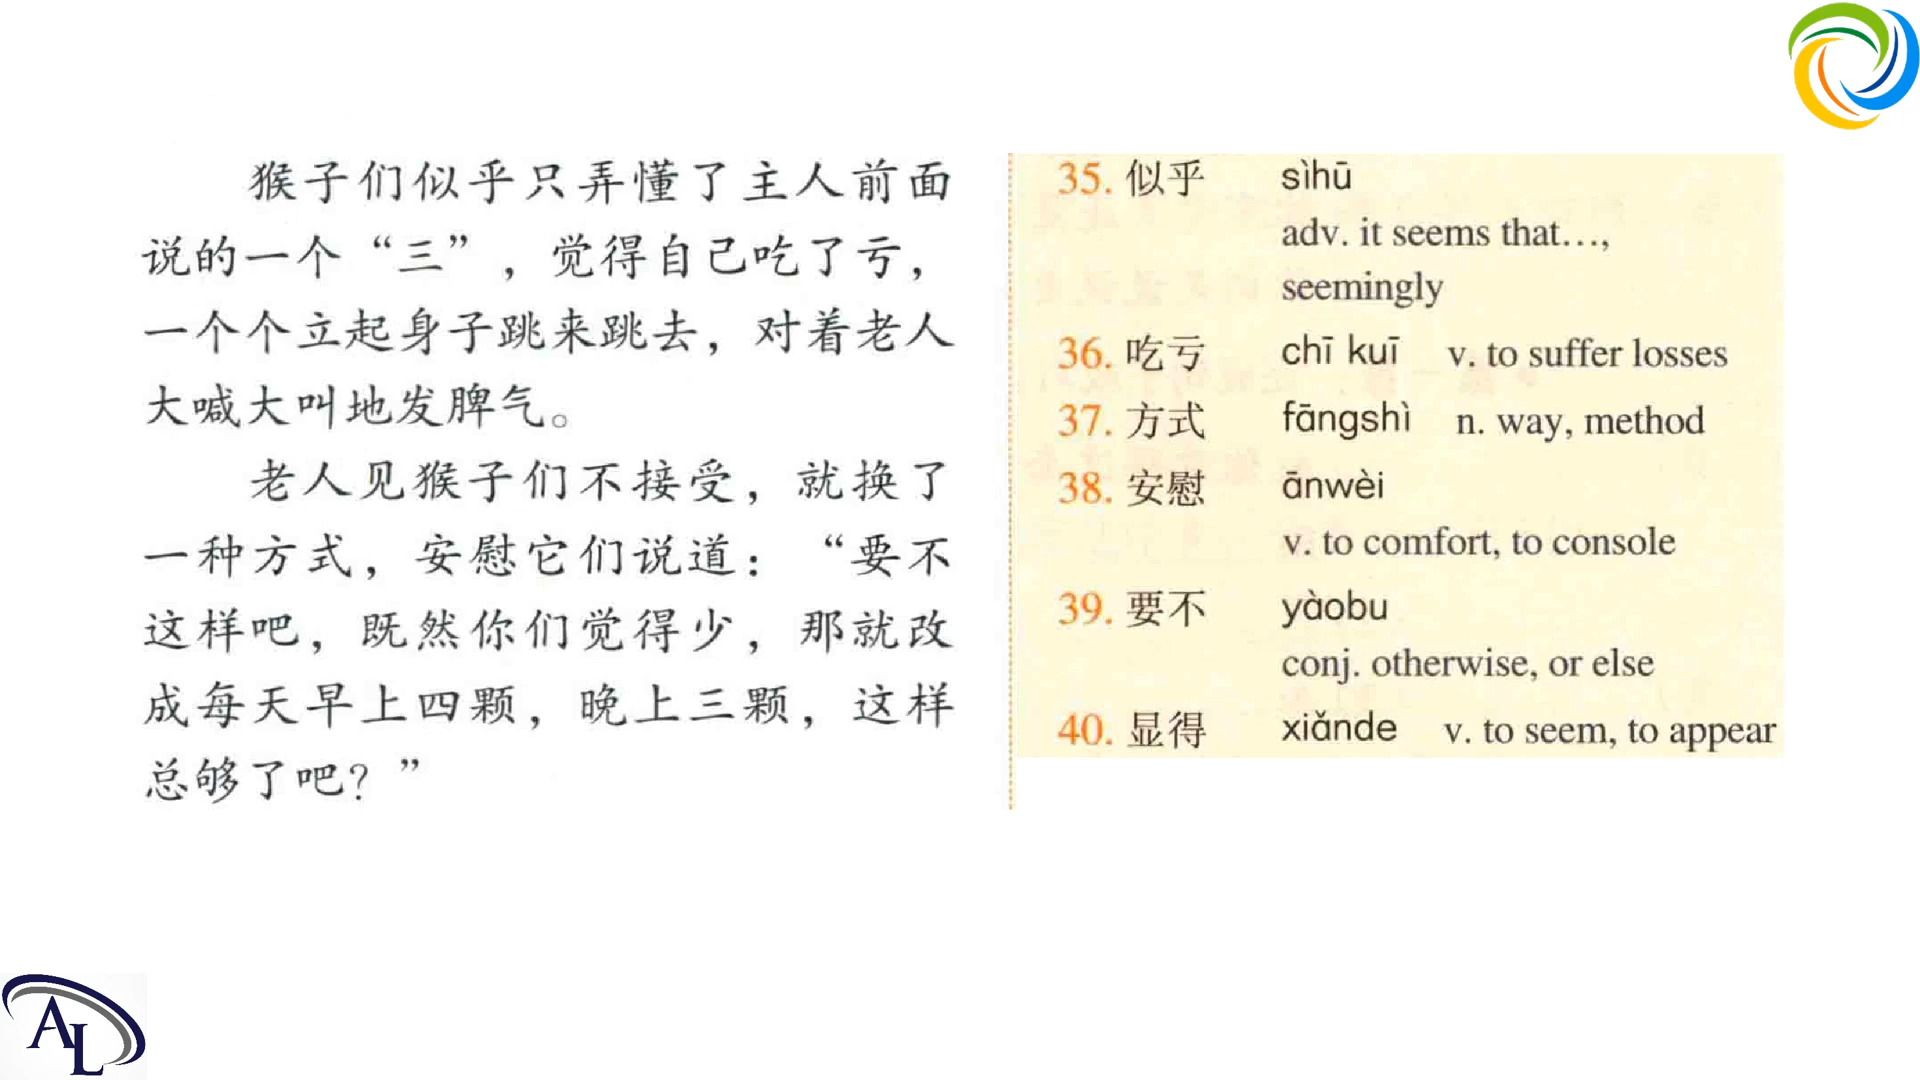 猴子们似乎只弄懂了主人前面
说的一个“三”，觉得自己吃了亏，
一个个立起身子跳来跳去，对着老人
大喊大叫地发脾气。
老人见猴子们不接受，就换了
一种方式，安慰它们说道：“要不
这样吧，既然你们觉得少，那就改
成每天早上四颗，晚上三颗，这样
总够了吧？”
35. 似乎 sìhū
adv. it seems that…,
seemingly
36. 吃亏 chī kuī v. to suffer losses
37. 方式 fāngshì n. way, method
38. 安慰 ānwèi
v. to comfort, to console
39. 要不 yàobu
conj. otherwise, or else
40. 显得 xiǎnde v. to seem, to appear
AL